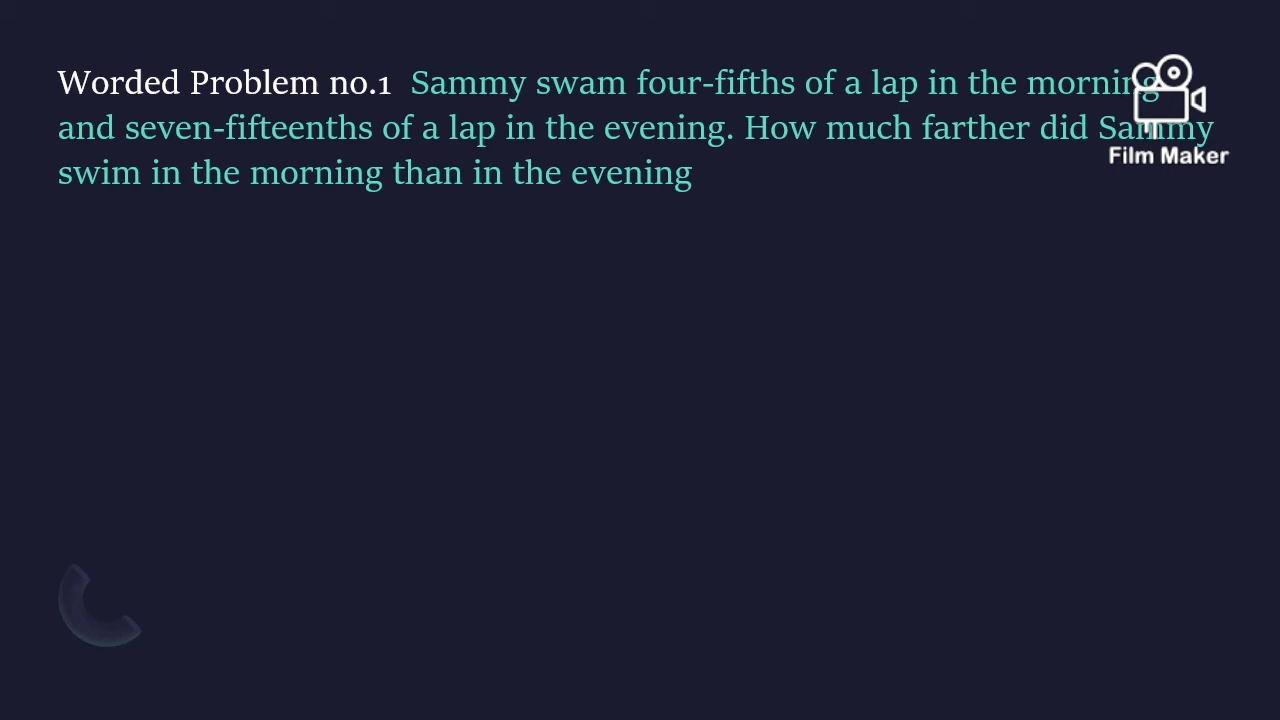 Worded Problem no.1 Sammy swam four-fifths of a lap in the morning
and seven-fifteenths of a lap in the evening. How much farther did Sammy
swim in the morning than in the evening
Film Maker